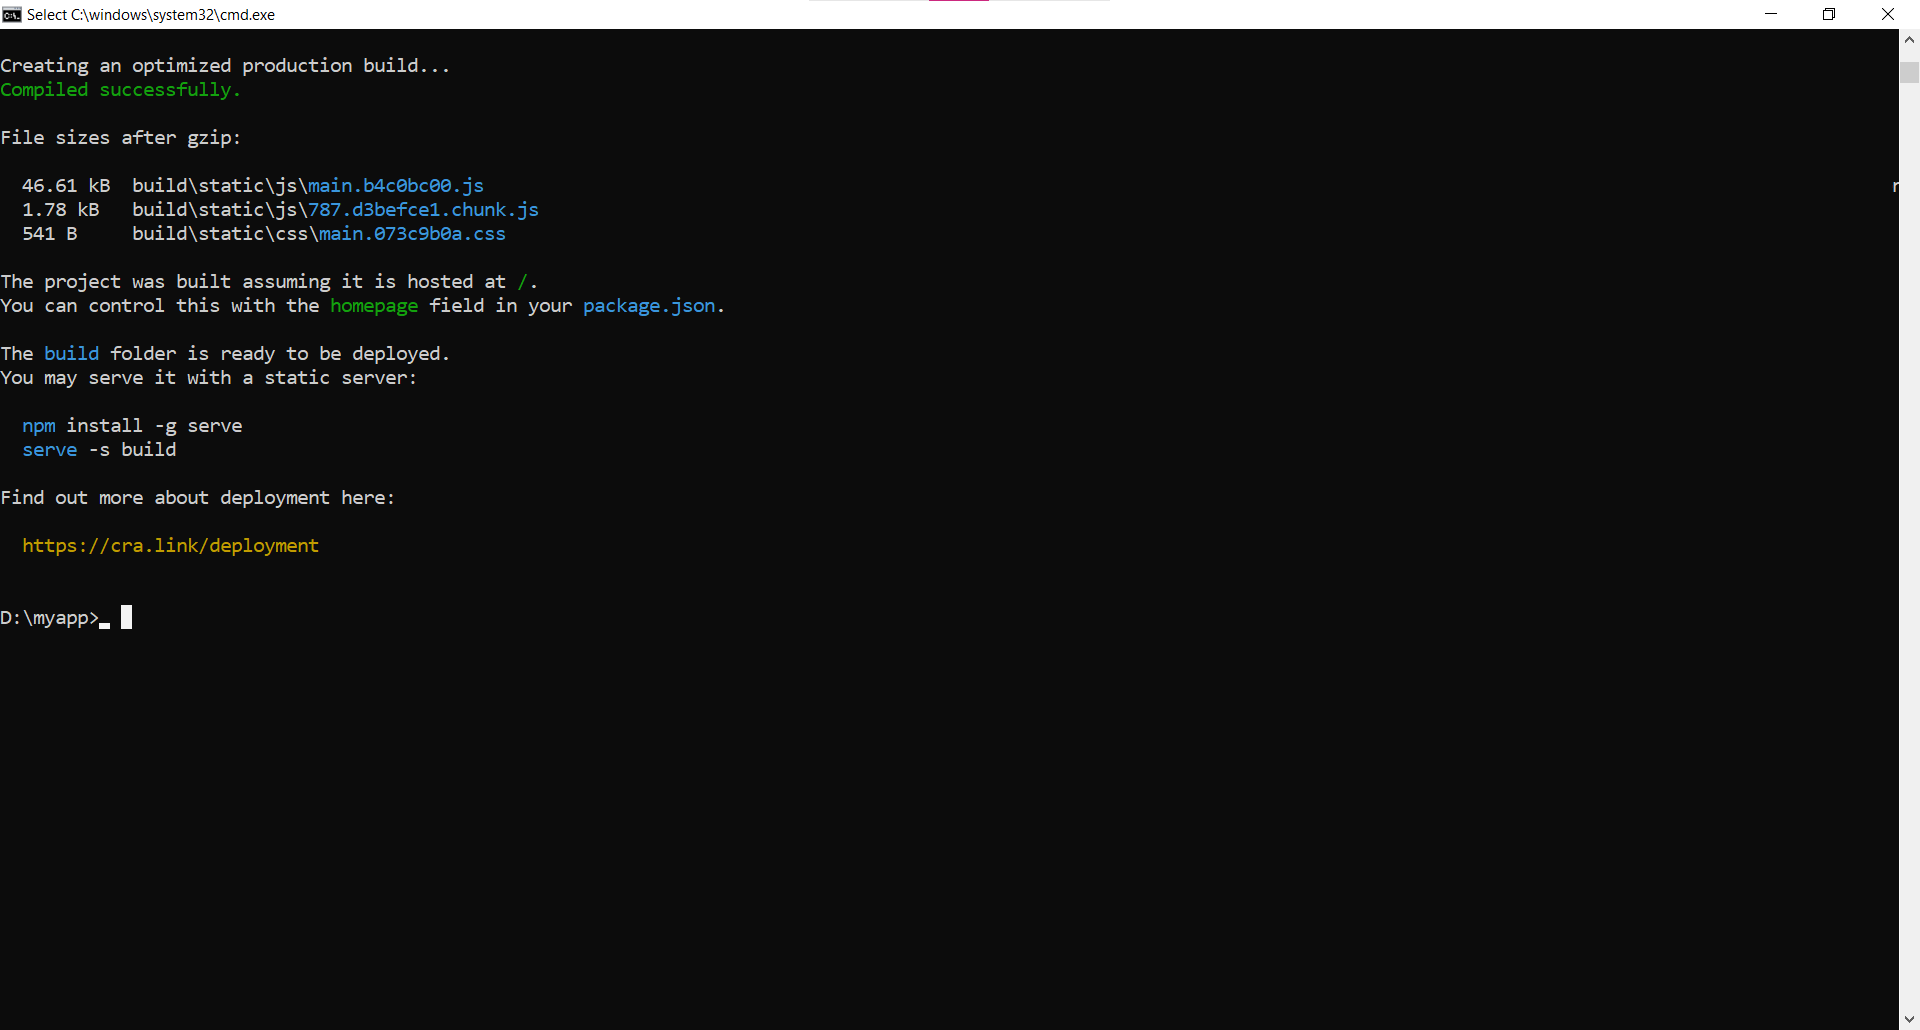 Select C:\windows\system32\cmd.exe
Creating an optimized production build...
Compiled successfully.
File sizes after gzip:
46.61 kB  build\static\js\main.b4c0bc00.js
1.78 kB   build\static\js\787.d3befce1.chunk.js
541 B     build\static\css\main.073c9b0a.css
The project was built assuming it is hosted at /.
You can control this with the homepage field in your package.json.
The build folder is ready to be deployed.
You may serve it with a static server:
npm install -g serve
serve -s build
Find out more about deployment here:
https://cra.link/deployment
D:\myapp>